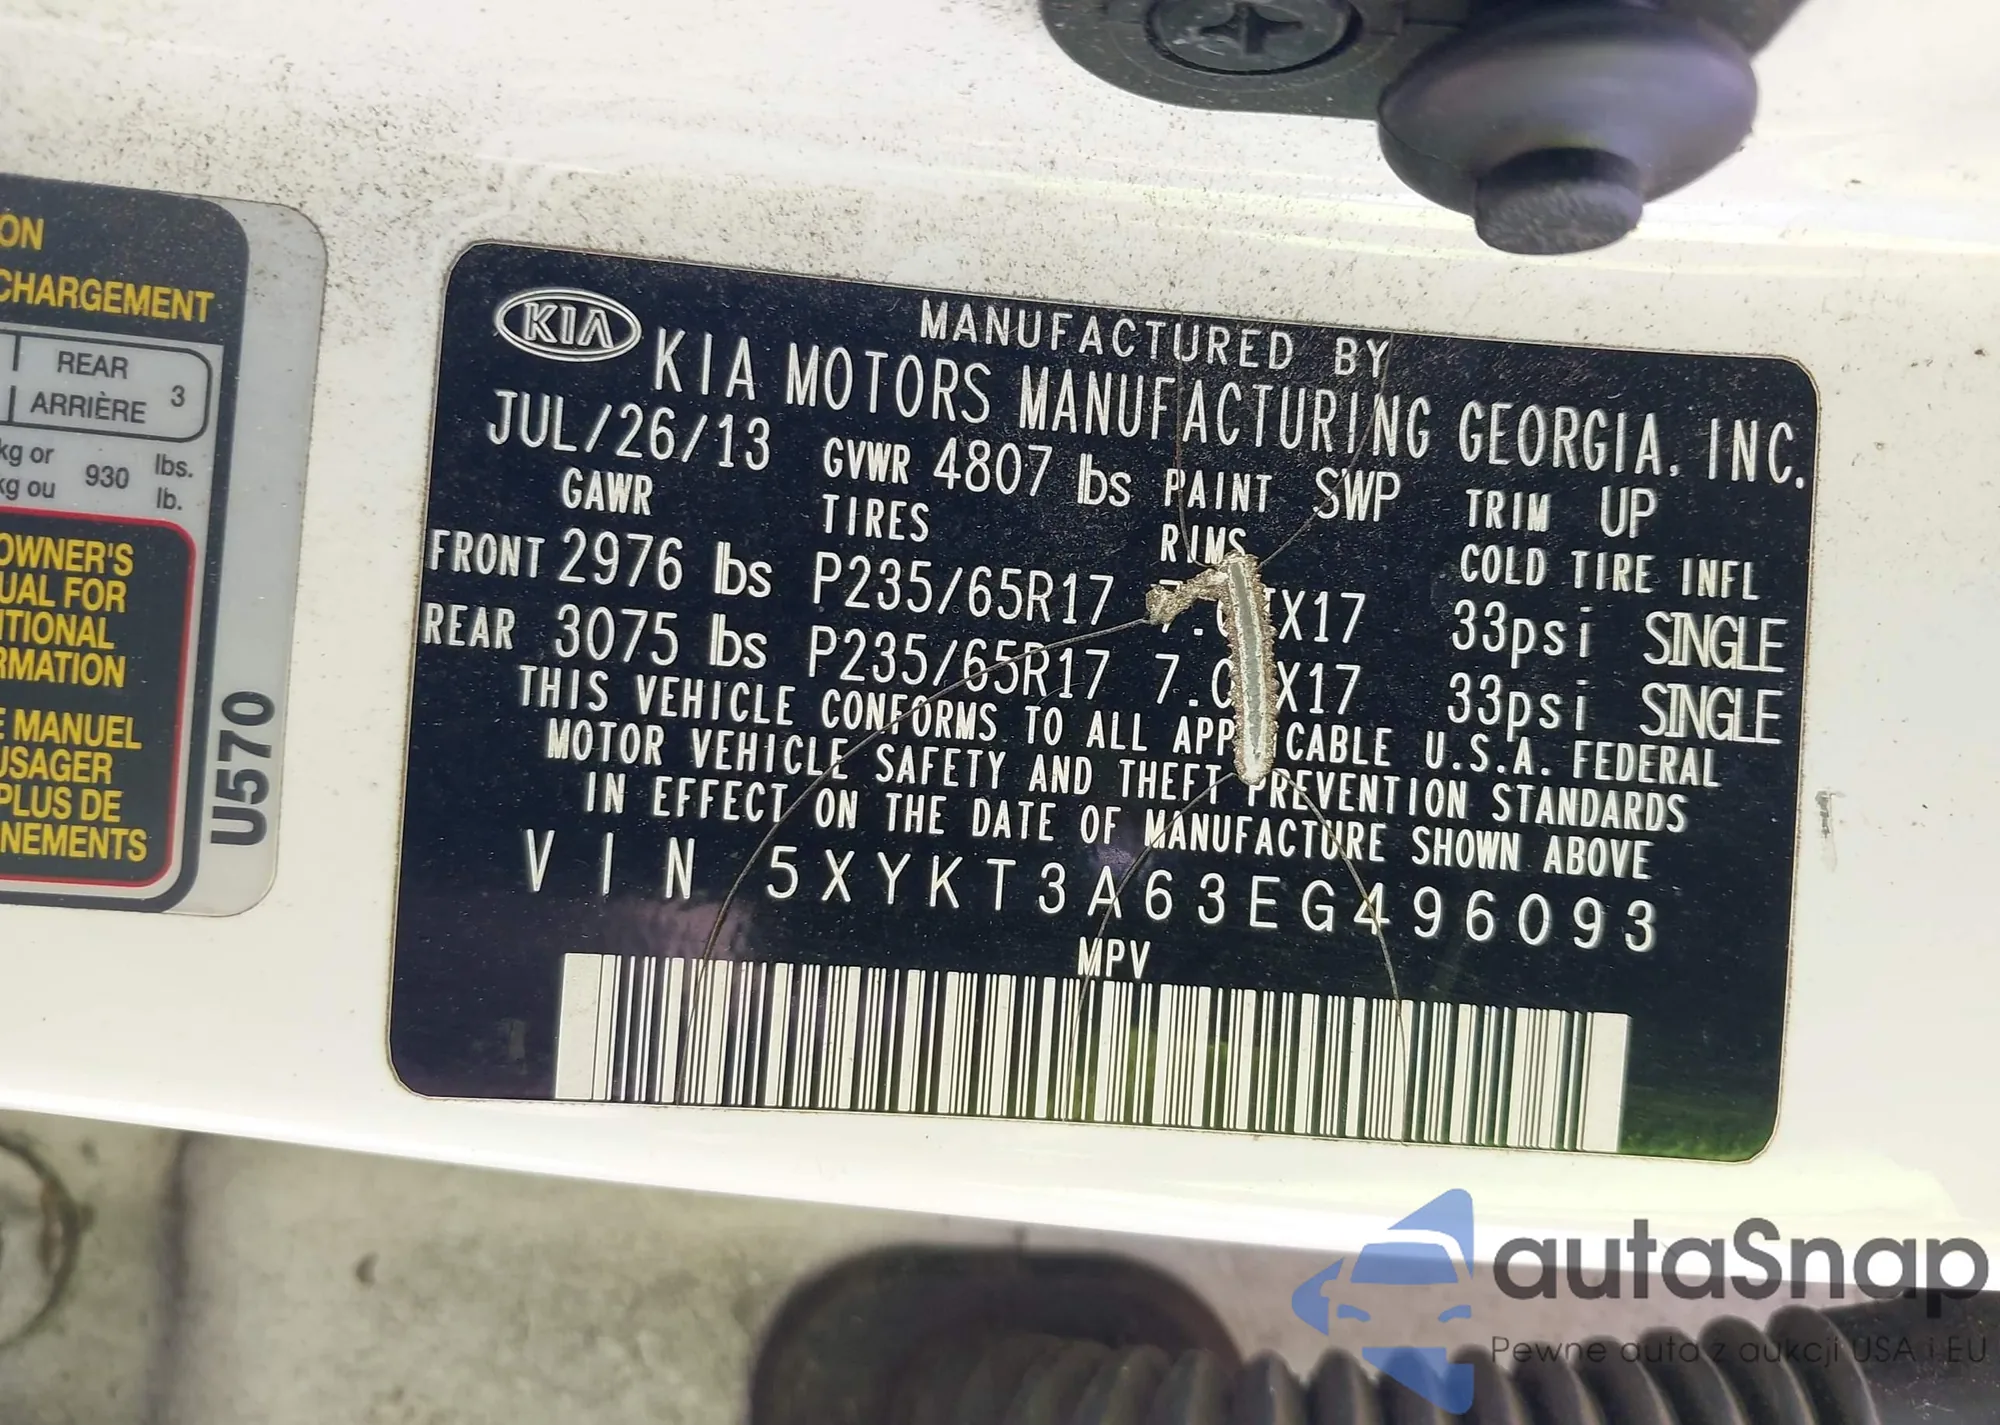 ON
CHARGEMENT
REAR
ARRIÈRE
3
kg or
kg ou
930
lbs.
lb.
OWNER'S
UAL FOR
ITIONAL
RMATION
E MANUEL
USAGER
PLUS DE
NEMENTS
U570
KIA
MANUFACTURED BY
KIA MOTORS MANUFACTURING GEORGIA, INC.
JUL/26/13 GVWR 4807 lbs PAINT SWP TRIM UP
GAWR TIRES RIMS COLD TIRE INFL
FRONT 2976 lbs P235/65R17 X17 33psi SINGLE
REAR 3075 lbs P235/65R17 X17 33psi SINGLE
THIS VEHICLE CONFORMS TO ALL APP CABLE U.S.A. FEDERAL
MOTOR VEHICLE SAFETY AND THEFT PREVENTION STANDARDS
IN EFFECT ON THE DATE OF MANUFACTURE SHOWN ABOVE
VIN 5XYKT3A63EG496093
MPV
autaSnap
Pewne auta z aukcji USA i EU